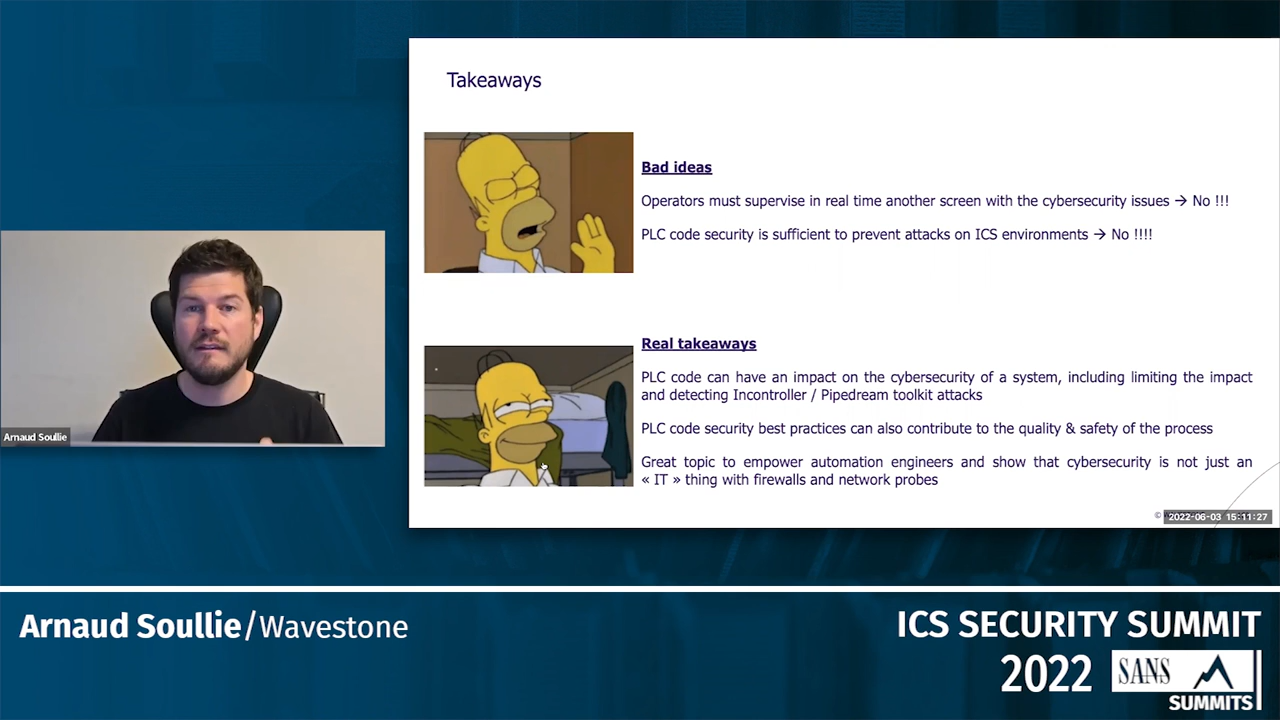 Takeaways
Bad ideas
Operators must supervise in real time another screen with the cybersecurity issues → No !!!
PLC code security is sufficient to prevent attacks on ICS environments → No !!!!
Real takeaways
PLC code can have an impact on the cybersecurity of a system, including limiting the impact
and detecting Incontroller / Pipedream toolkit attacks
PLC code security best practices can also contribute to the quality & safety of the process
Great topic to empower automation engineers and show that cybersecurity is not just an
« IT » thing with firewalls and network probes
©
2022-06-03 15:11:27
Arnaud Soullie
Arnaud Soullie/Wavestone
ICS SECURITY SUMMIT
2022
SANS
SUMMITS